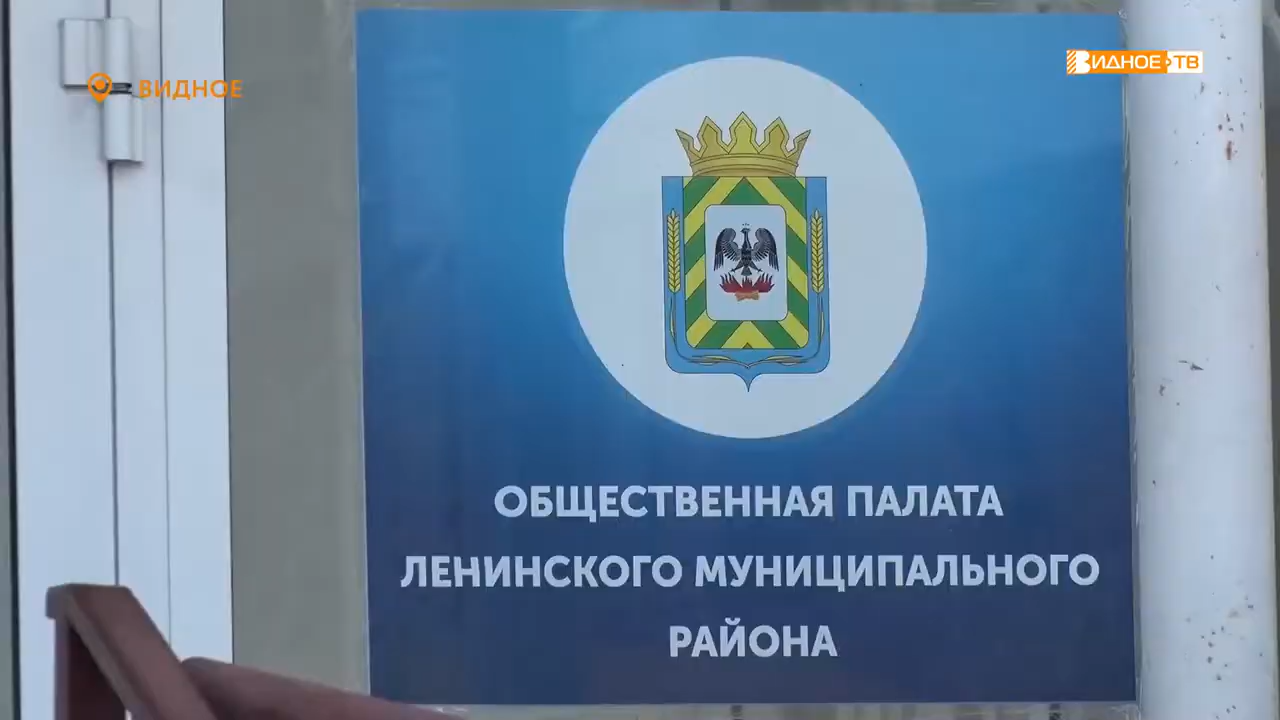 ВИДНОЕ
ВИДНОЕ ТВ
ОБЩЕСТВЕННАЯ ПАЛАТА
ЛЕНИНСКОГО МУНИЦИПАЛЬНОГО
РАЙОНА